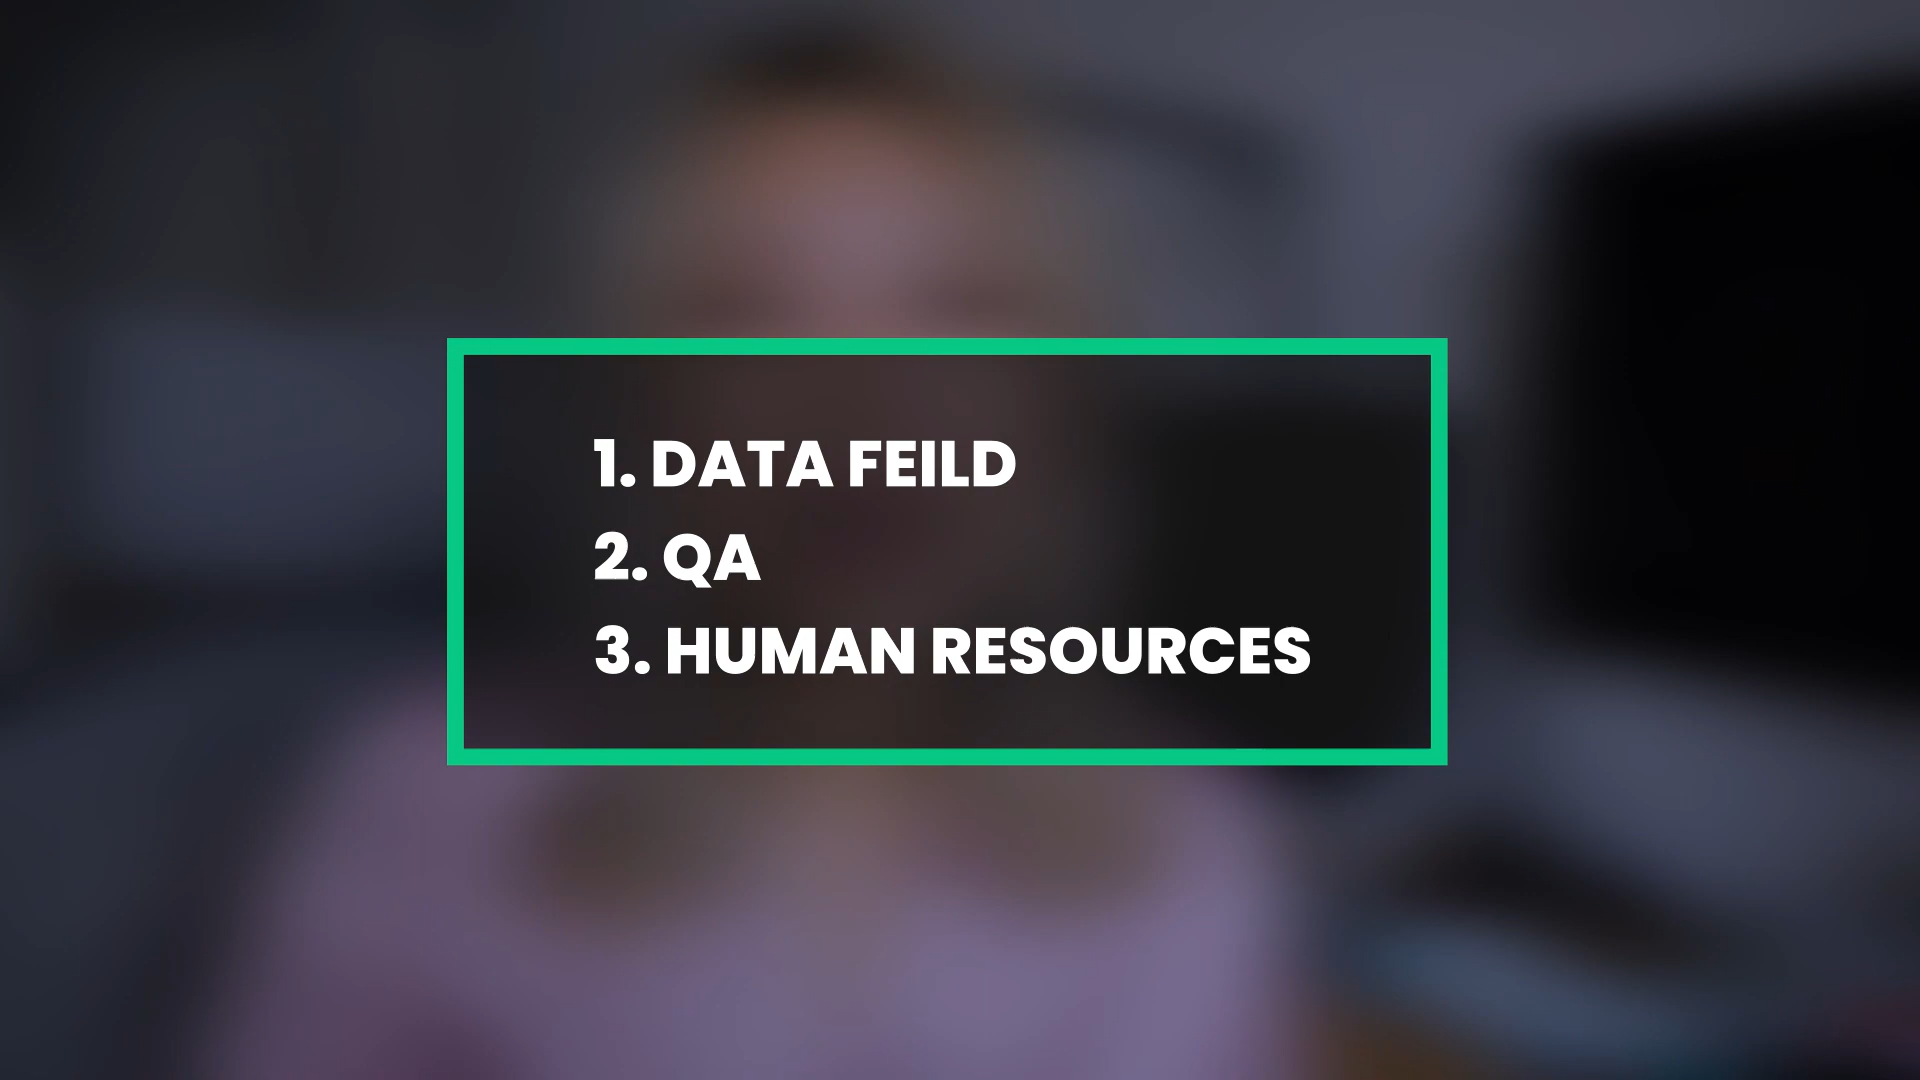 1. DATA FEILD
2. QA
3. HUMAN RESOURCES